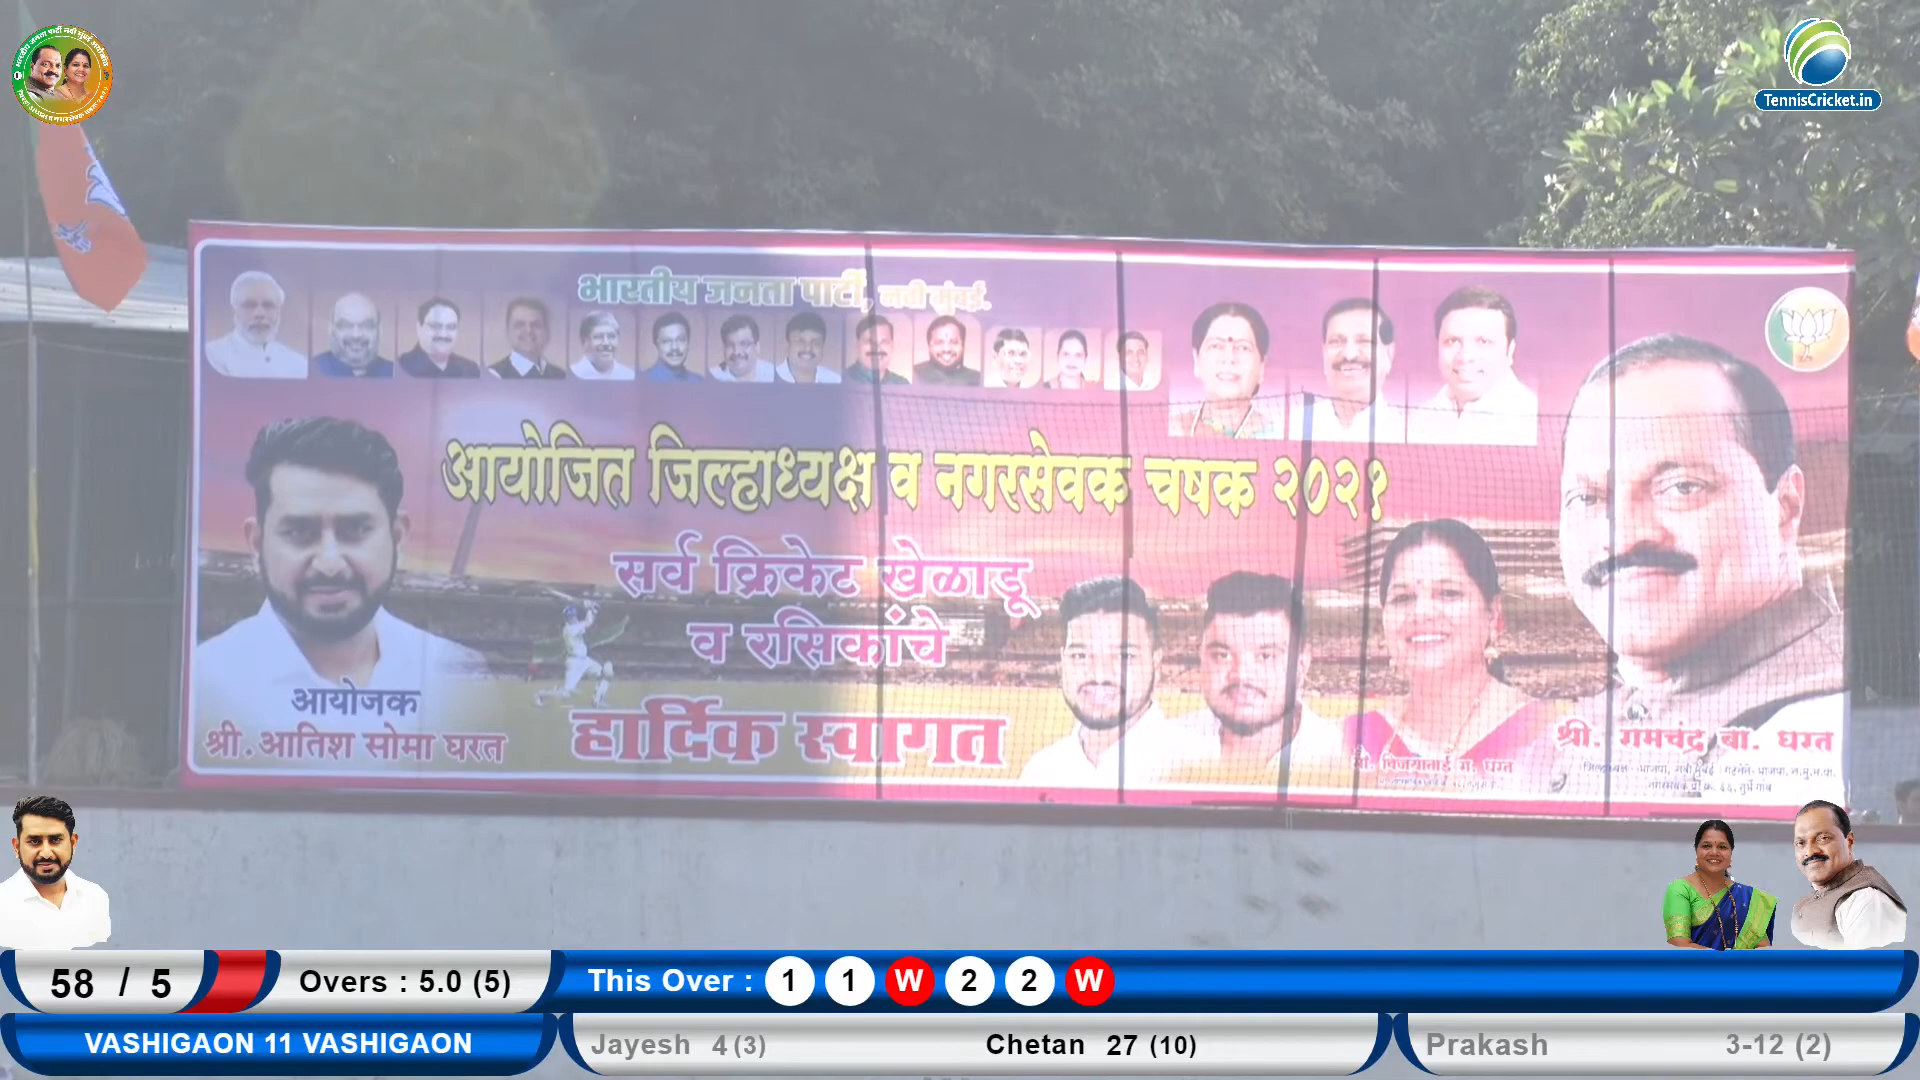 TennisCricket.in
भारतीय जनता पार्टी, नवी मुंबई.
आयोजित जिल्हाध्यक्ष व नगरसेवक चषक २०२१
सर्व क्रिकेट खेळाडू
व रसिकांचे
हार्दिक स्वागत
आयोजक
श्री. आतिश सोमा घरत
सौ. विजयाताई रा. घरत
श्री. रामचंद्र बा. घरत
58 / 5
Overs : 5.0 (5)
This Over : 1 1 W 2 2 W
VASHIGAON 11 VASHIGAON
Jayesh 4 (3)
Chetan 27 (10)
Prakash 3-12 (2)